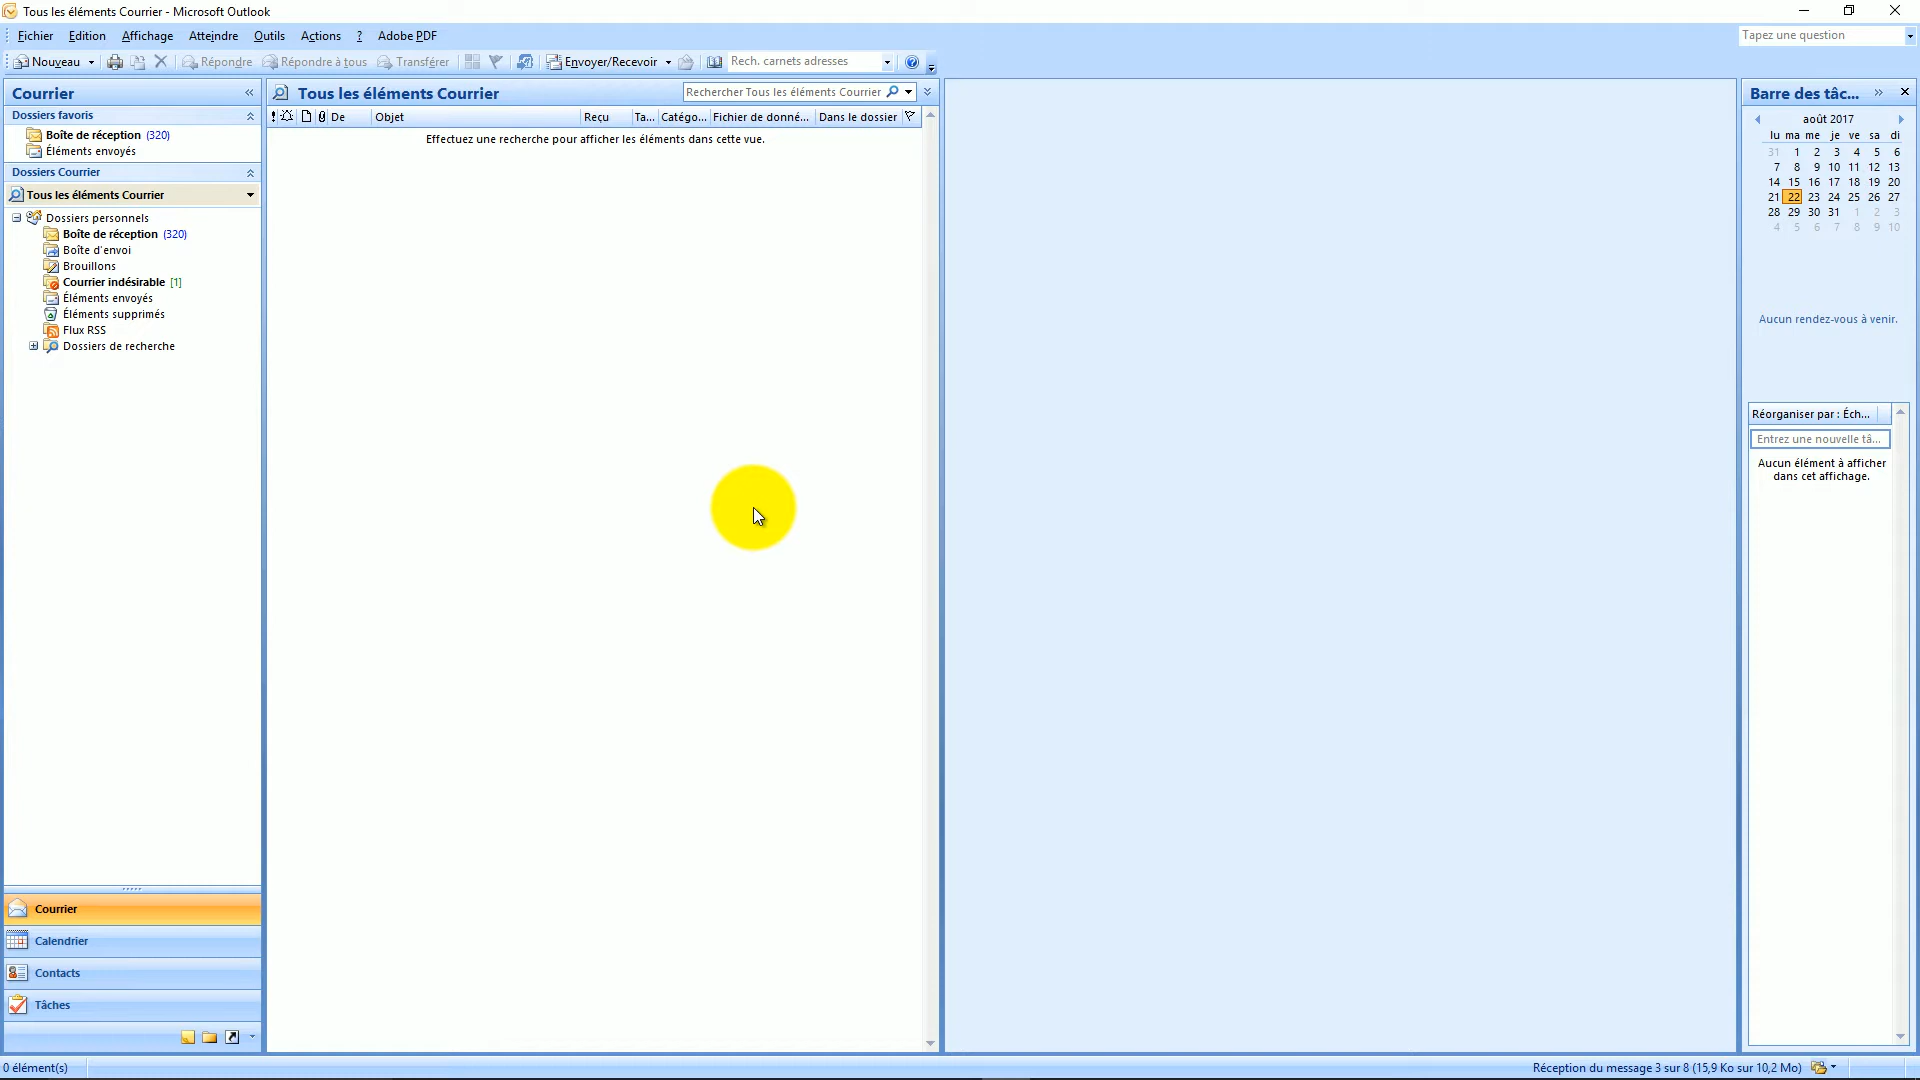 Tous les éléments Courrier - Microsoft Outlook
Fichier Edition Affichage Atteindre Outils Actions ? Adobe PDF
Tapez une question
Nouveau Répondre Répondre à tous Transférer Envoyer/Recevoir Rech. carnets adresses
Courrier
Dossiers favoris
Boîte de réception (320)
Éléments envoyés
Dossiers Courrier
Tous les éléments Courrier
Dossiers personnels
Boîte de réception (320)
Boîte d'envoi
Brouillons
Courrier indésirable [1]
Éléments envoyés
Éléments supprimés
Flux RSS
Dossiers de recherche
Courrier
Calendrier
Contacts
Tâches
Tous les éléments Courrier
Rechercher Tous les éléments Courrier
De Objet Reçu Ta... Catégo... Fichier de donné... Dans le dossier
Effectuez une recherche pour afficher les éléments dans cette vue.
Barre des tâc...
août 2017
lu ma me je ve sa di
31 1 2 3 4 5 6
7 8 9 10 11 12 13
14 15 16 17 18 19 20
21 22 23 24 25 26 27
28 29 30 31 1 2 3
4 5 6 7 8 9 10
Aucun rendez-vous à venir.
Réorganiser par : Éch...
Entrez une nouvelle tâ...
Aucun élément à afficher
dans cet affichage.
0 élément(s)
Réception du message 3 sur 8 (15,9 Ko sur 10,2 Mo)